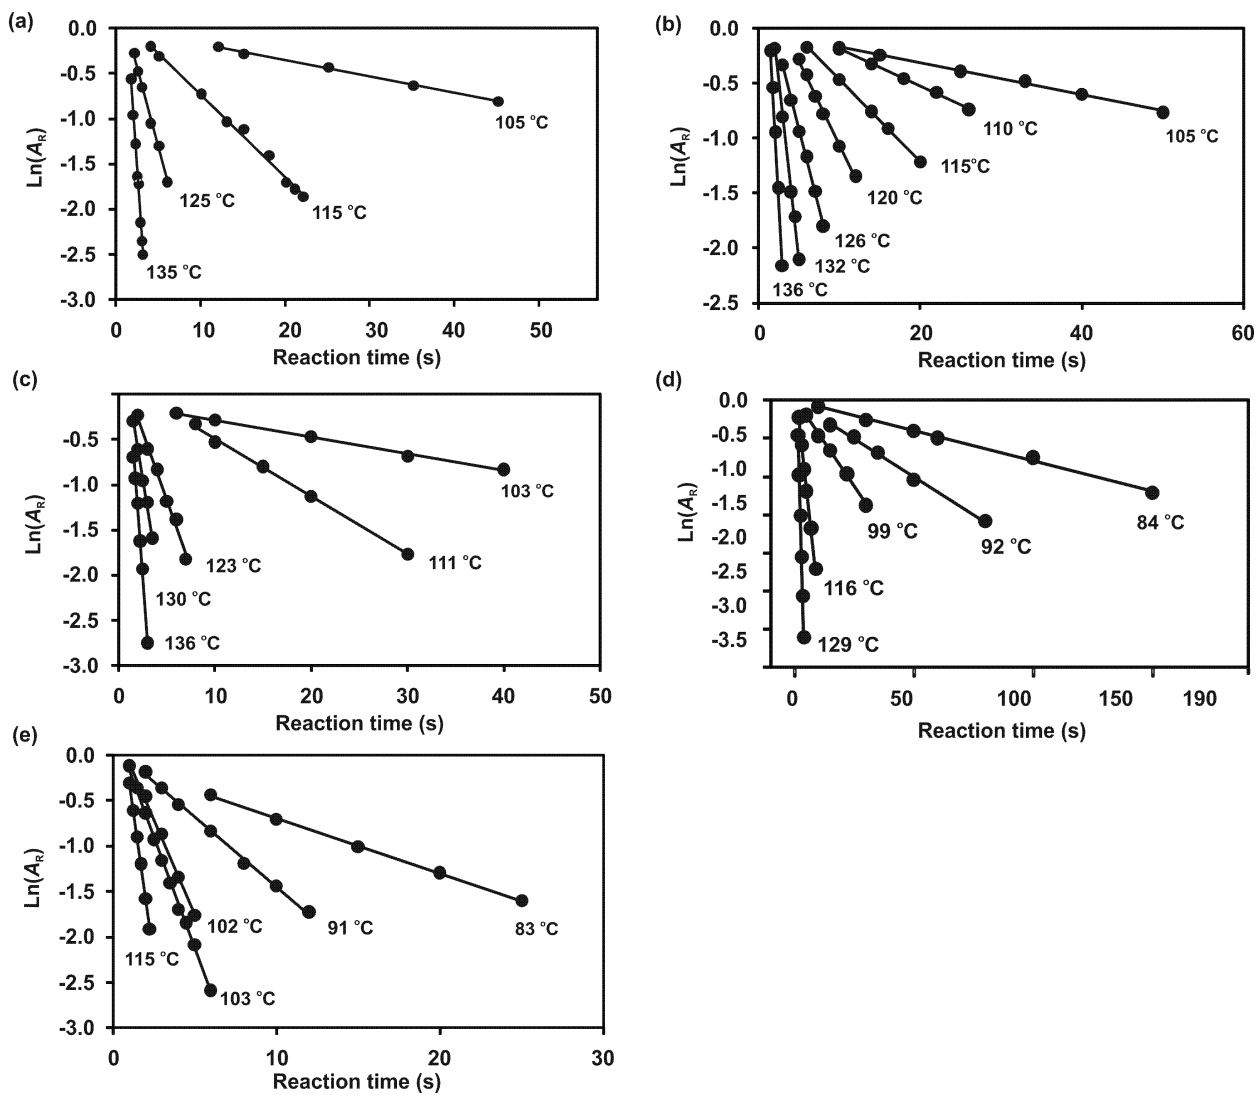 (a)
0.0
-0.5
-1.0
-1.5
-2.0
-2.5
-3.0
Ln(AR)
105 °C
125 °C
115 °C
135 °C
0 10 20 30 40 50
Reaction time (s)
(b)
0.0
-0.5
-1.0
-1.5
-2.0
-2.5
Ln(AR)
110 °C
105 °C
115°C
120 °C
126 °C
132 °C
136 °C
0 20 40 60
Reaction time (s)
(c)
-0.5
-1.0
-1.5
-2.0
-2.5
-3.0
Ln(AR)
103 °C
111 °C
123 °C
130 °C
136 °C
0 10 20 30 40 50
Reaction time (s)
(d)
0.0
-0.5
-1.0
-1.5
-2.0
-2.5
-3.0
-3.5
Ln(AR)
84 °C
99 °C
92 °C
116 °C
129 °C
0 50 100 150 190
Reaction time (s)
(e)
0.0
-0.5
-1.0
-1.5
-2.0
-2.5
-3.0
Ln(AR)
102 °C
91 °C
83 °C
115 °C
103 °C
0 10 20 30
Reaction time (s)